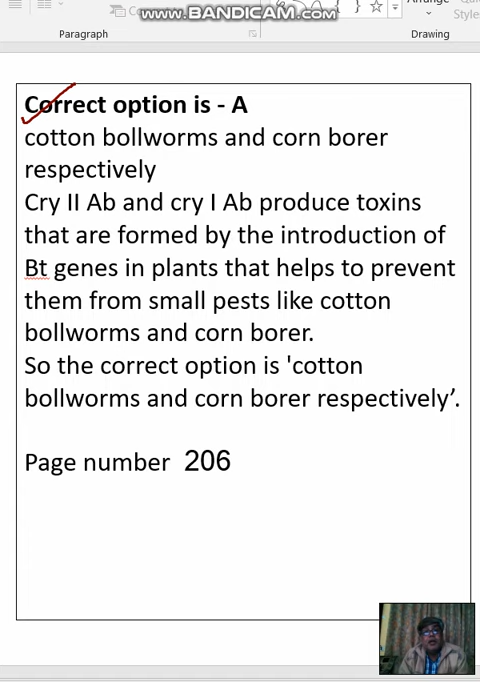 www.BANDICAM.com
Paragraph
Drawing
Correct option is - A
cotton bollworms and corn borer
respectively
Cry II Ab and cry I Ab produce toxins
that are formed by the introduction of
Bt genes in plants that helps to prevent
them from small pests like cotton
bollworms and corn borer.
So the correct option is 'cotton
bollworms and corn borer respectively’.
Page number 206